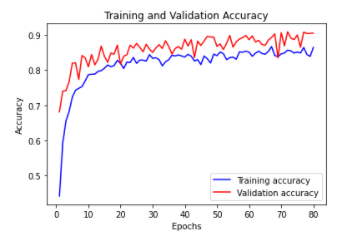 Training and Validation Accuracy
0.9
0.8
0.7
0.6
0.5
Accuracy
0 10 20 30 40 50 60 70 80
Epochs
Training accuracy
Validation accuracy